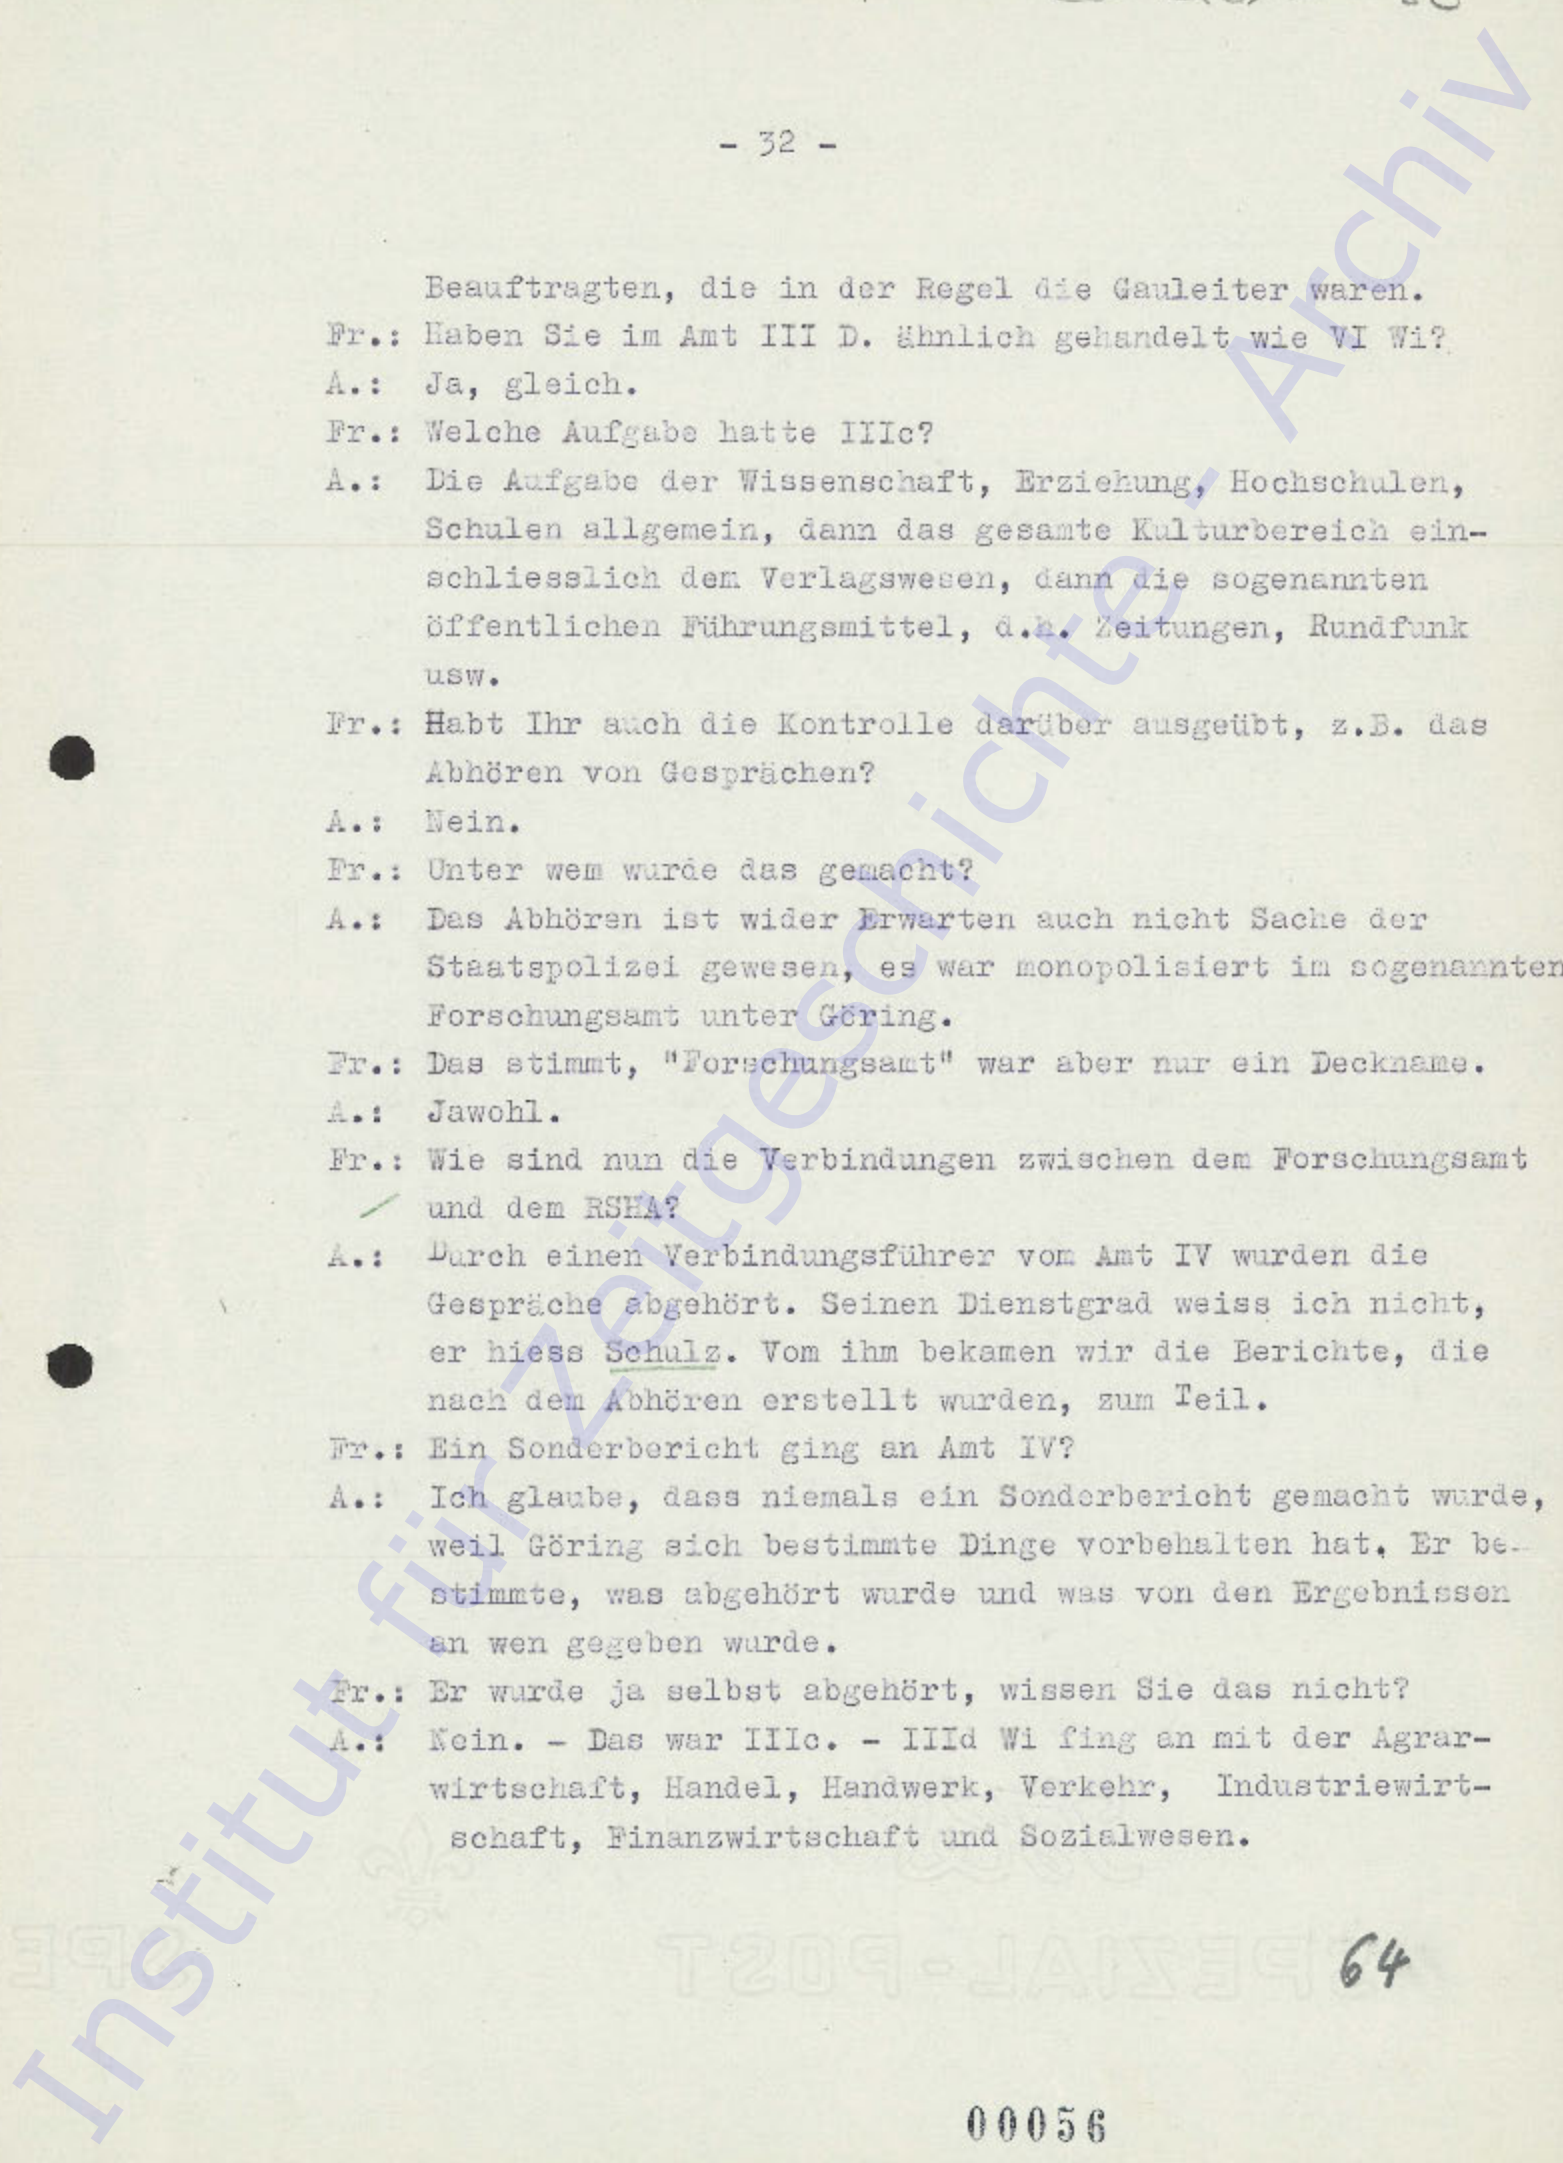 - 32 -
Beauftragten, die in der Regel die Gauleiter waren.
Fr.: Haben Sie im Amt III D. ähnlich gehandelt wie VI Wi?
A.: Ja, gleich.
Fr.: Welche Aufgabe hatte IIIc?
A.: Die Aufgabe der Wissenschaft, Erziehung, Hochschulen,
Schulen allgemein, dann das gesamte Kulturbereich ein-
schliesslich dem Verlagswesen, dann die sogenannten
öffentlichen Führungsmittel, d.h. Zeitungen, Rundfunk
usw.
Fr.: Habt Ihr auch die Kontrolle darüber ausgeübt, z.B. das
Abhören von Gesprächen?
A.: Nein.
Fr.: Unter wem wurde das gemacht?
A.: Das Abhören ist wider Erwarten auch nicht Sache der
Staatspolizei gewesen, es war monopolisiert im sogenannten
Forschungsamt unter Göring.
Fr.: Das stimmt, "Forschungsamt" war aber nur ein Deckname.
A.: Jawohl.
Fr.: Wie sind nun die Verbindungen zwischen dem Forschungsamt
und dem RSHA?
A.: Durch einen Verbindungsführer vom Amt IV wurden die
Gespräche abgehört. Seinen Dienstgrad weiss ich nicht,
er hiess Schulz. Vom ihm bekamen wir die Berichte, die
nach dem Abhören erstellt wurden, zum Teil.
Fr.: Ein Sonderbericht ging an Amt IV?
A.: Ich glaube, dass niemals ein Sonderbericht gemacht wurde,
weil Göring sich bestimmte Dinge vorbehalten hat. Er be-
stimmte, was abgehört wurde und was von den Ergebnissen
an wen gegeben wurde.
Fr.: Er wurde ja selbst abgehört, wissen Sie das nicht?
A.: Nein. - Das war IIIc. - IIId Wi fing an mit der Agrar-
wirtschaft, Handel, Handwerk, Verkehr, Industriewirt-
schaft, Finanzwirtschaft und Sozialwesen.
SPEZIAL-POST
64
00056
Institut für Zeitgeschichte - Archiv